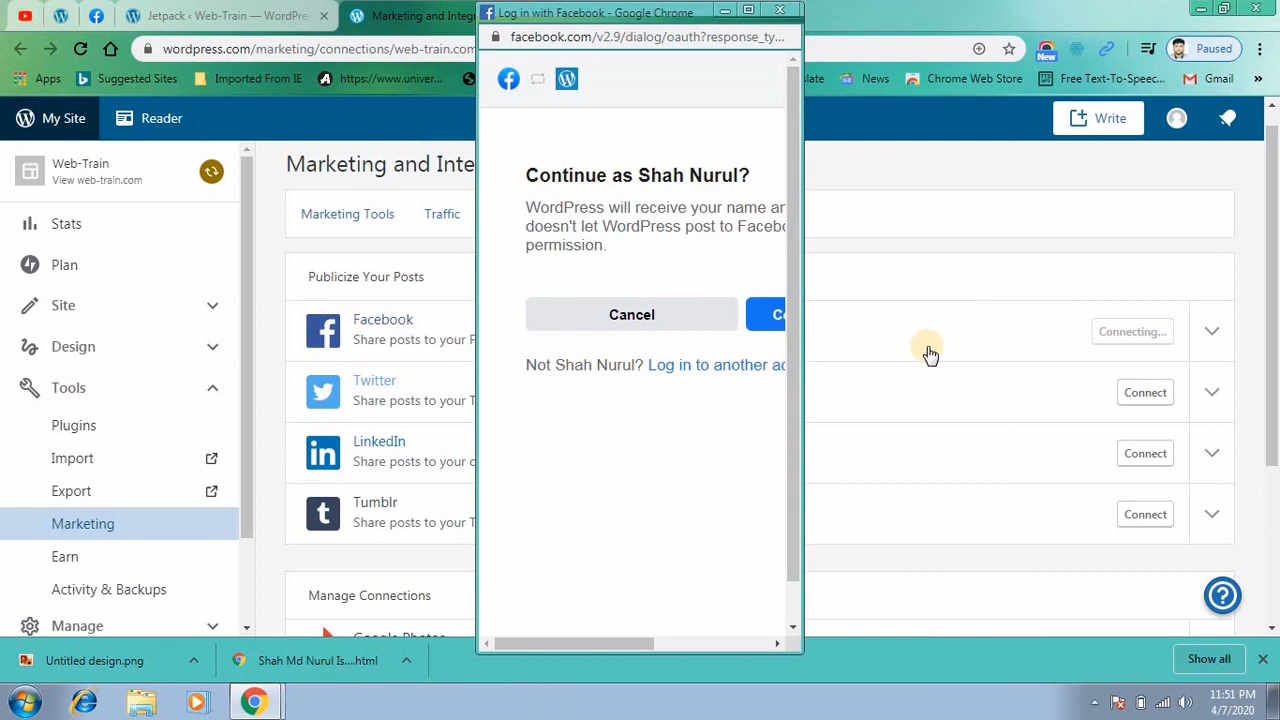 Jetpack ‹ Web-Train — WordPre
Marketing and Integ
Log in with Facebook - Google Chrome
wordpress.com/marketing/connections/web-train.com
facebook.com/v2.9/dialog/oauth?response_ty...
New
Paused
Apps
Suggested Sites
Imported From IE
https://www.univer...
late
News
Chrome Web Store
Free Text-To-Speec...
Gmail
My Site
Reader
Write
Web-Train
View web-train.com
Stats
Plan
Site
Design
Tools
Plugins
Import
Export
Marketing
Earn
Activity & Backups
Manage
Marketing and Inte
Marketing Tools
Traffic
Publicize Your Posts
Facebook
Share posts to your F
Connecting...
Twitter
Share posts to your T
Connect
LinkedIn
Share posts to your c
Connect
Tumblr
Share posts to your T
Connect
Manage Connections
Google Photos
Continue as Shah Nurul?
WordPress will receive your name an
doesn't let WordPress post to Facebo
permission.
Cancel
Co
Not Shah Nurul? Log in to another ac
Untitled design.png
Shah Md Nurul Is....html
Show all
11:51 PM
4/7/2020